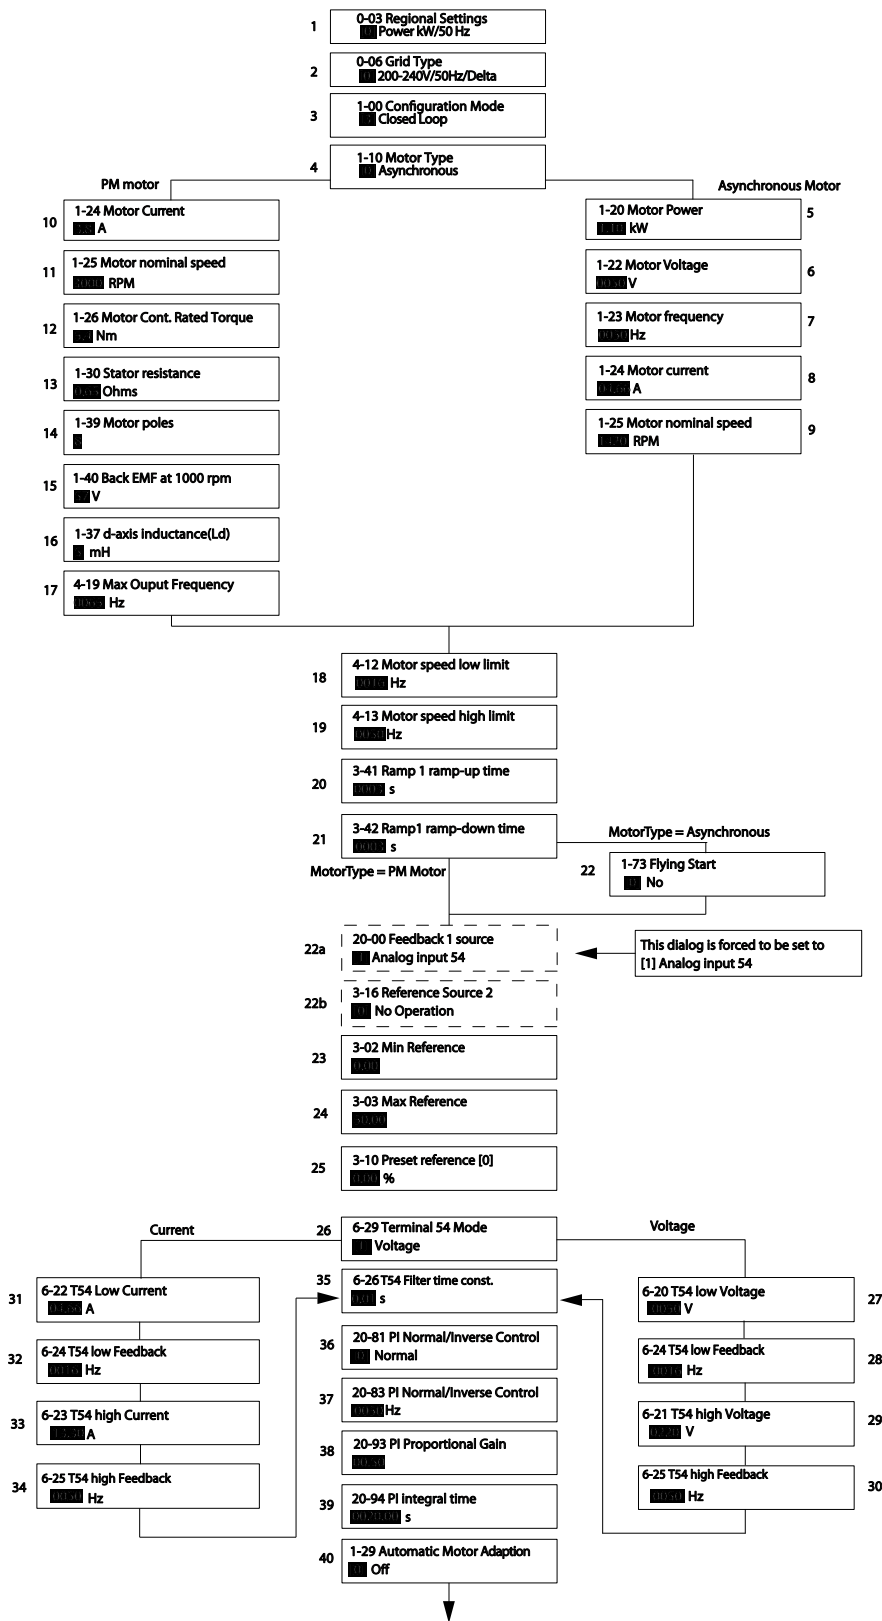 1
0-03 Regional Settings
Power kW/50 Hz
2
0-06 Grid Type
200-240V/50Hz/Delta
3
1-00 Configuration Mode
Closed Loop
4
1-10 Motor Type
Asynchronous
PM motor
Asynchronous Motor
10
1-24 Motor Current
A
11
1-25 Motor nominal speed
RPM
12
1-26 Motor Cont. Rated Torque
Nm
13
1-30 Stator resistance
Ohms
14
1-39 Motor poles
15
1-40 Back EMF at 1000 rpm
V
16
1-37 d-axis inductance(Ld)
mH
17
4-19 Max Ouput Frequency
Hz
1-20 Motor Power
kW
5
1-22 Motor Voltage
V
6
1-23 Motor frequency
Hz
7
1-24 Motor current
A
8
1-25 Motor nominal speed
RPM
9
18
4-12 Motor speed low limit
Hz
19
4-13 Motor speed high limit
Hz
20
3-41 Ramp 1 ramp-up time
s
21
3-42 Ramp1 ramp-down time
s
MotorType = Asynchronous
MotorType = PM Motor
22
1-73 Flying Start
No
22a
20-00 Feedback 1 source
Analog input 54
This dialog is forced to be set to
[1] Analog input 54
22b
3-16 Reference Source 2
No Operation
23
3-02 Min Reference
0,00
24
3-03 Max Reference
50,00
25
3-10 Preset reference [0]
0,00 %
26
6-29 Terminal 54 Mode
Voltage
Current
Voltage
31
6-22 T54 Low Current
A
32
6-24 T54 low Feedback
Hz
33
6-23 T54 high Current
A
34
6-25 T54 high Feedback
Hz
35
6-26 T54 Filter time const.
s
36
20-81 PI Normal/Inverse Control
Normal
37
20-83 PI Normal/Inverse Control
Hz
38
20-93 PI Proportional Gain
39
20-94 PI integral time
s
40
1-29 Automatic Motor Adaption
Off
6-20 T54 low Voltage
V
27
6-24 T54 low Feedback
Hz
28
6-21 T54 high Voltage
V
29
6-25 T54 high Feedback
Hz
30